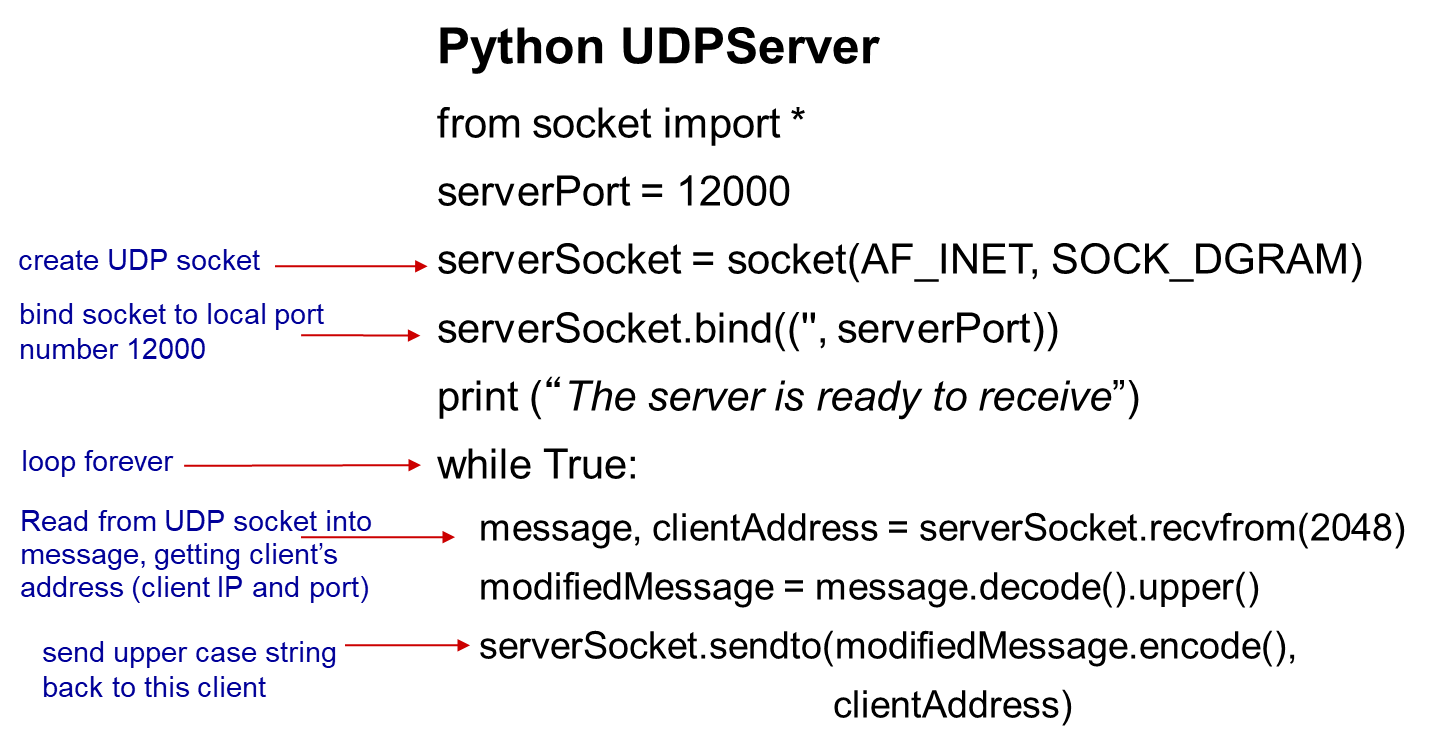 Python UDPServer
from socket import *
serverPort = 12000
create UDP socket
serverSocket = socket(AF_INET, SOCK_DGRAM)
bind socket to local port
number 12000
serverSocket.bind(('', serverPort))
print (“The server is ready to receive”)
loop forever
while True:
Read from UDP socket into
message, getting client’s
address (client IP and port)
message, clientAddress = serverSocket.recvfrom(2048)
modifiedMessage = message.decode().upper()
send upper case string
back to this client
serverSocket.sendto(modifiedMessage.encode(),
clientAddress)